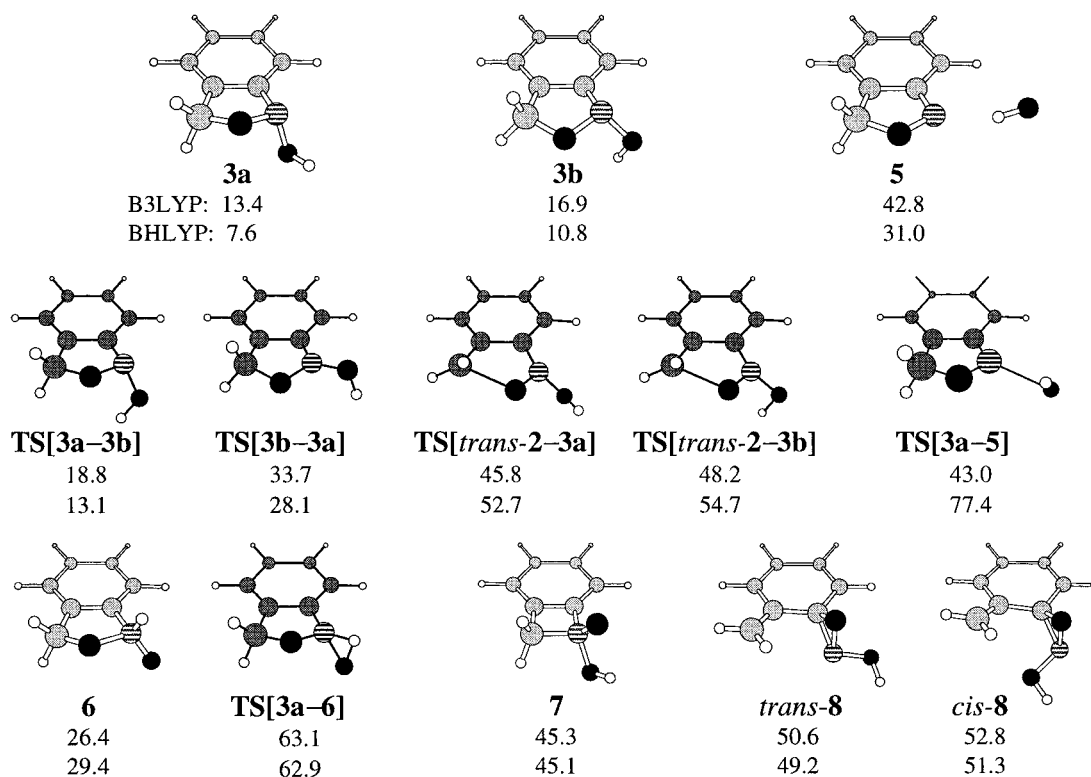 3a 3b 5
B3LYP: 13.4 16.9 42.8
BHLYP: 7.6 10.8 31.0
TS[3a–3b] TS[3b–3a] TS[trans-2–3a] TS[trans-2–3b] TS[3a–5]
18.8 33.7 45.8 48.2 43.0
13.1 28.1 52.7 54.7 77.4
6 TS[3a–6] 7 trans-8 cis-8
26.4 63.1 45.3 50.6 52.8
29.4 62.9 45.1 49.2 51.3